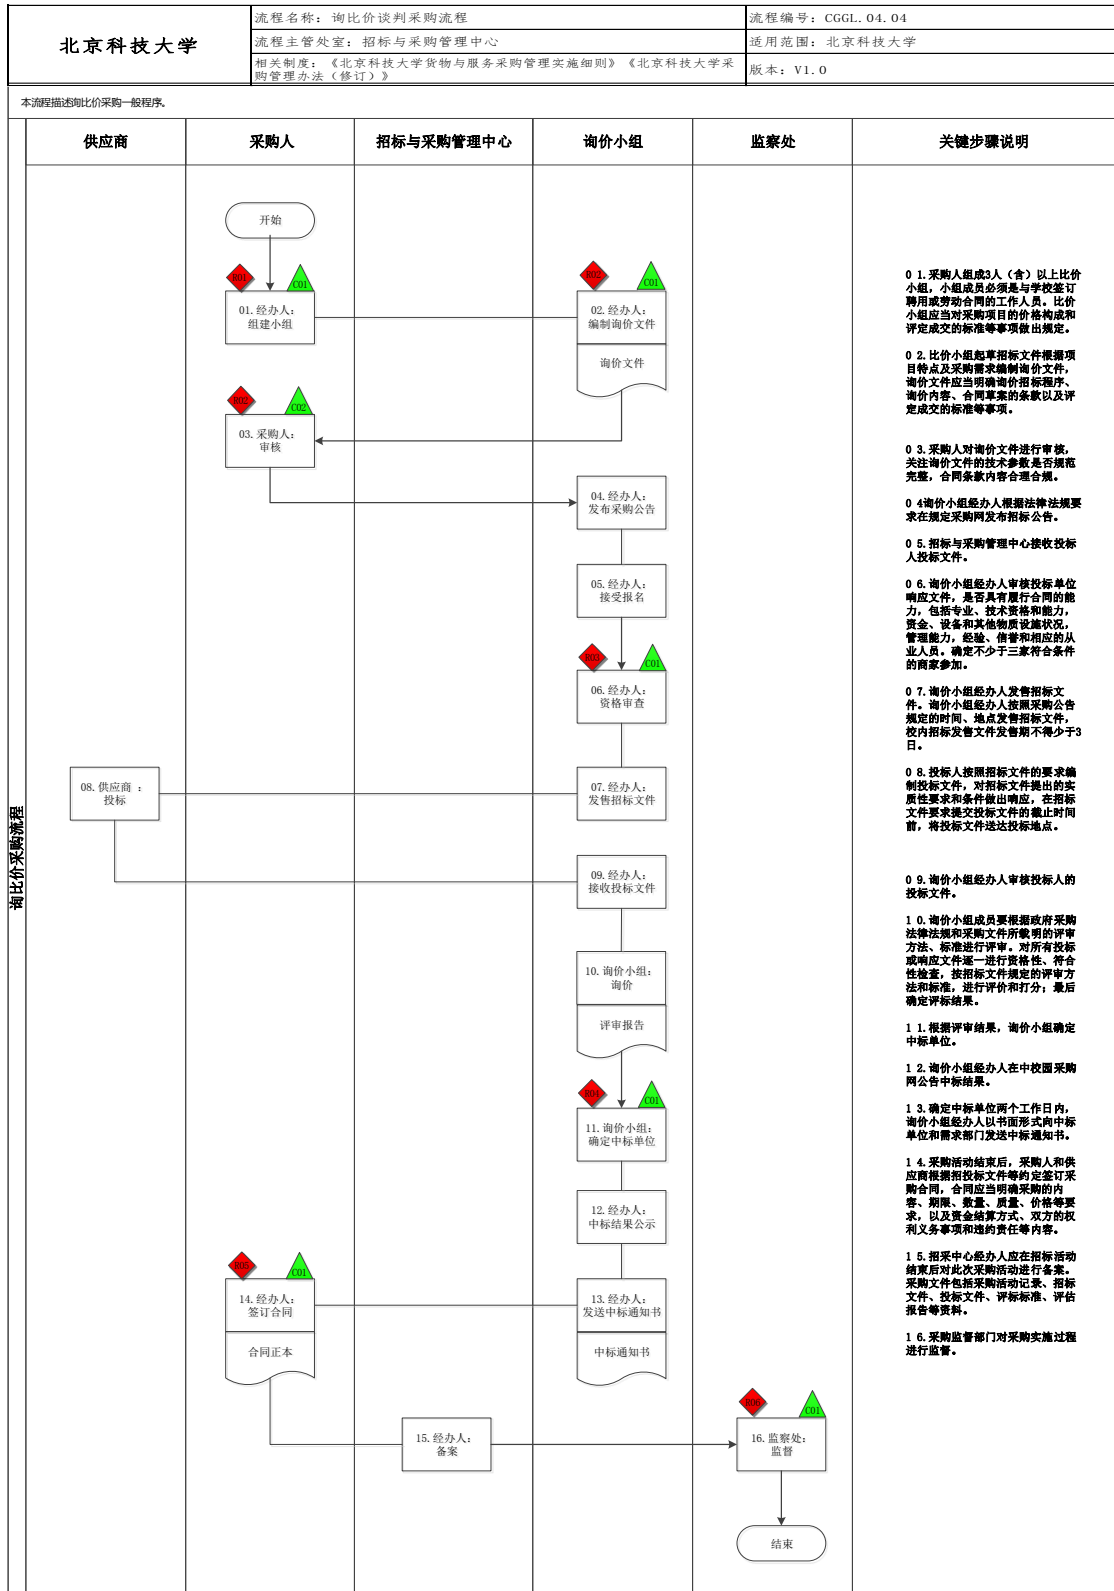 北京科技大学
流程名称：询比价谈判采购流程
流程编号：CGGL.04.04
流程主管处室：招标与采购管理中心
适用范围：北京科技大学
相关制度：《北京科技大学货物与服务采购管理实施细则》《北京科技大学采
购管理办法（修订）》
版本：V1.0
本流程描述询比价采购一般程序。
询比价采购流程
供应商
采购人
招标与采购管理中心
询价小组
监察处
关键步骤说明
开始
R01
C01
01.经办人：
组建小组
R02
C01
02.经办人：
编制询价文件
询价文件
R02
C02
03.采购人：
审核
04.经办人：
发布采购公告
05.经办人：
接受报名
R03
C01
06.经办人：
资格审查
07.经办人：
发售招标文件
08.供应商：
投标
09.经办人：
接收投标文件
10.询价小组：
询价
评审报告
R04
C01
11.询价小组：
确定中标单位
12.经办人：
中标结果公示
13.经办人：
发送中标通知书
中标通知书
R05
C01
14.经办人：
签订合同
合同正本
15.经办人：
备案
R06
C01
16.监察处：
监督
结束
01.采购人组成3人（含）以上比价
小组，小组成员必须是与学校签订
聘用或劳动合同的工作人员。比价
小组应当对采购项目的价格构成和
评定成交的标准等事项做出规定。
02.比价小组起草招标文件根据项
目特点及采购需求编制询价文件，
询价文件应当明确询价招标程序、
询价内容、合同草案的条款以及评
定成交的标准等事项。
03.采购人对询价文件进行审核，
关注询价文件的技术参数是否规范
完整，合同条款内容合理合规。
04询价小组经办人根据法律法规要
求在规定采购网发布招标公告。
05.招标与采购管理中心接收投标
人投标文件。
06.询价小组经办人审核投标单位
响应文件，是否具有履行合同的能
力，包括专业、技术资格和能力，
资金、设备和其他物质设施状况，
管理能力，经验、信誉和相应的从
业人员。确定不少于三家符合条件
的商家参加。
07.询价小组经办人发售招标文
件。询价小组经办人按照采购公告
规定的时间、地点发售招标文件，
校内招标发售文件发售期不得少于3
日。
08.投标人按照招标文件的要求编
制投标文件，对招标文件提出的实
质性要求和条件做出响应，在招标
文件要求提交投标文件的截止时间
前，将投标文件送达投标地点。
09.询价小组经办人审核投标人的
投标文件。
10.询价小组成员要根据政府采购
法律法规和采购文件所载明的评审
方法、标准进行评审。对所有投标
或响应文件逐一进行资格性、符合
性检查，按招标文件规定的评审方
法和标准，进行评价和打分；最后
确定评标结果。
11.根据评审结果，询价小组确定
中标单位。
12.询价小组经办人在中校园采购
网公告中标结果。
13.确定中标单位两个工作日内，
询价小组经办人以书面形式向中标
单位和需求部门发送中标通知书。
14.采购活动结束后，采购人和供
应商根据招投标文件等约定签订采
购合同，合同应当明确采购的内
容、期限、数量、质量、价格等要
求，以及资金结算方式、双方的权
利义务事项和违约责任等内容。
15.招采中心经办人应在招标活动
结束后对此次采购活动进行备案。
采购文件包括采购活动记录、招标
文件、投标文件、评标标准、评估
报告等资料。
16.采购监督部门对采购实施过程
进行监督。